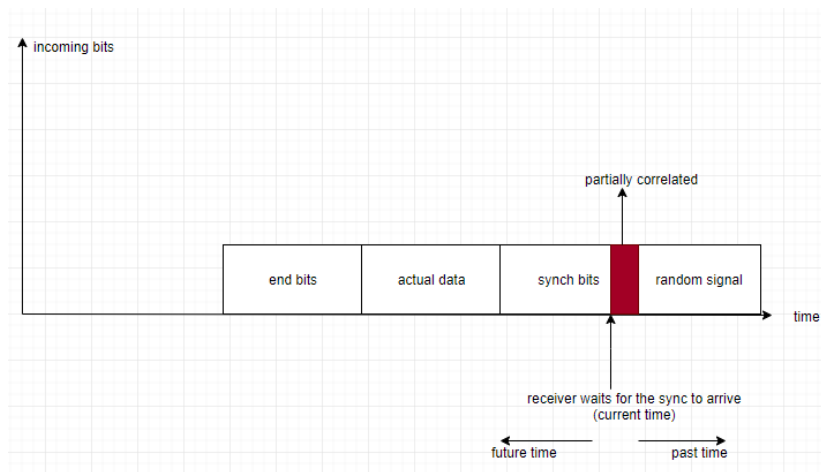 incoming bits
partially correlated
end bits
actual data
synch bits
random signal
time
receiver waits for the sync to arrive
(current time)
future time
past time